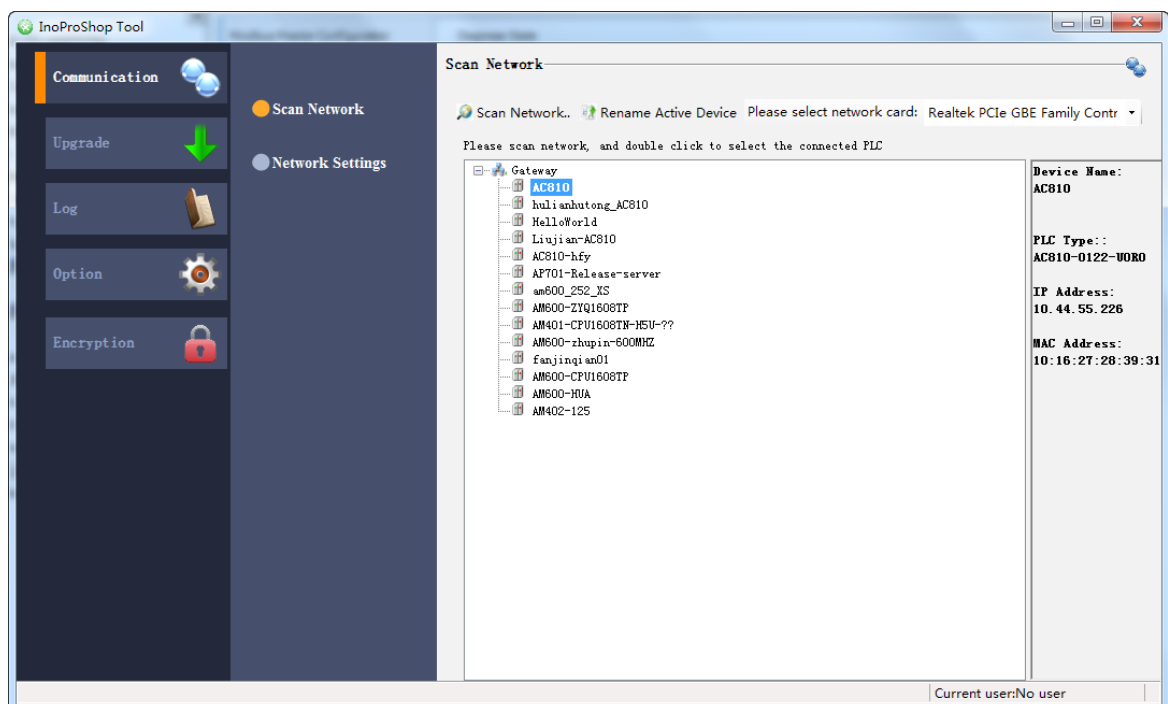 InoProShop Tool
Communication
Upgrade
Log
Option
Encryption
Scan Network
Network Settings
Scan Network
Scan Network.. Rename Active Device Please select network card: Realtek PCIe GBE Family Contr
Please scan network, and double click to select the connected PLC
Gateway
AC810
hulianhutong_AC810
HelloWorld
Liujian-AC810
AC810-hfy
AP701-Release-server
am600_252_XS
AM600-ZYQ1608TP
AM401-CPU1608TN-H5U-??
AM600-zhupin-600MHZ
fanjinqian01
AM600-CPU1608TP
AM600-HUA
AM402-125
Device Name:
AC810
PLC Type::
AC810-0122-U0R0
IP Address:
10.44.55.226
MAC Address:
10:16:27:28:39:31
Current user:No user